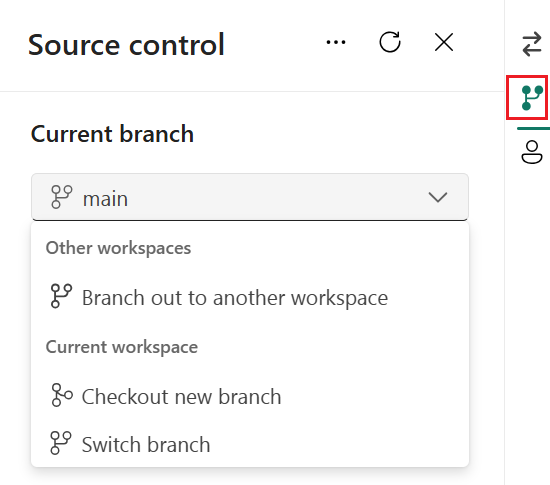 Source control
Current branch
main
Other workspaces
Branch out to another workspace
Current workspace
Checkout new branch
Switch branch